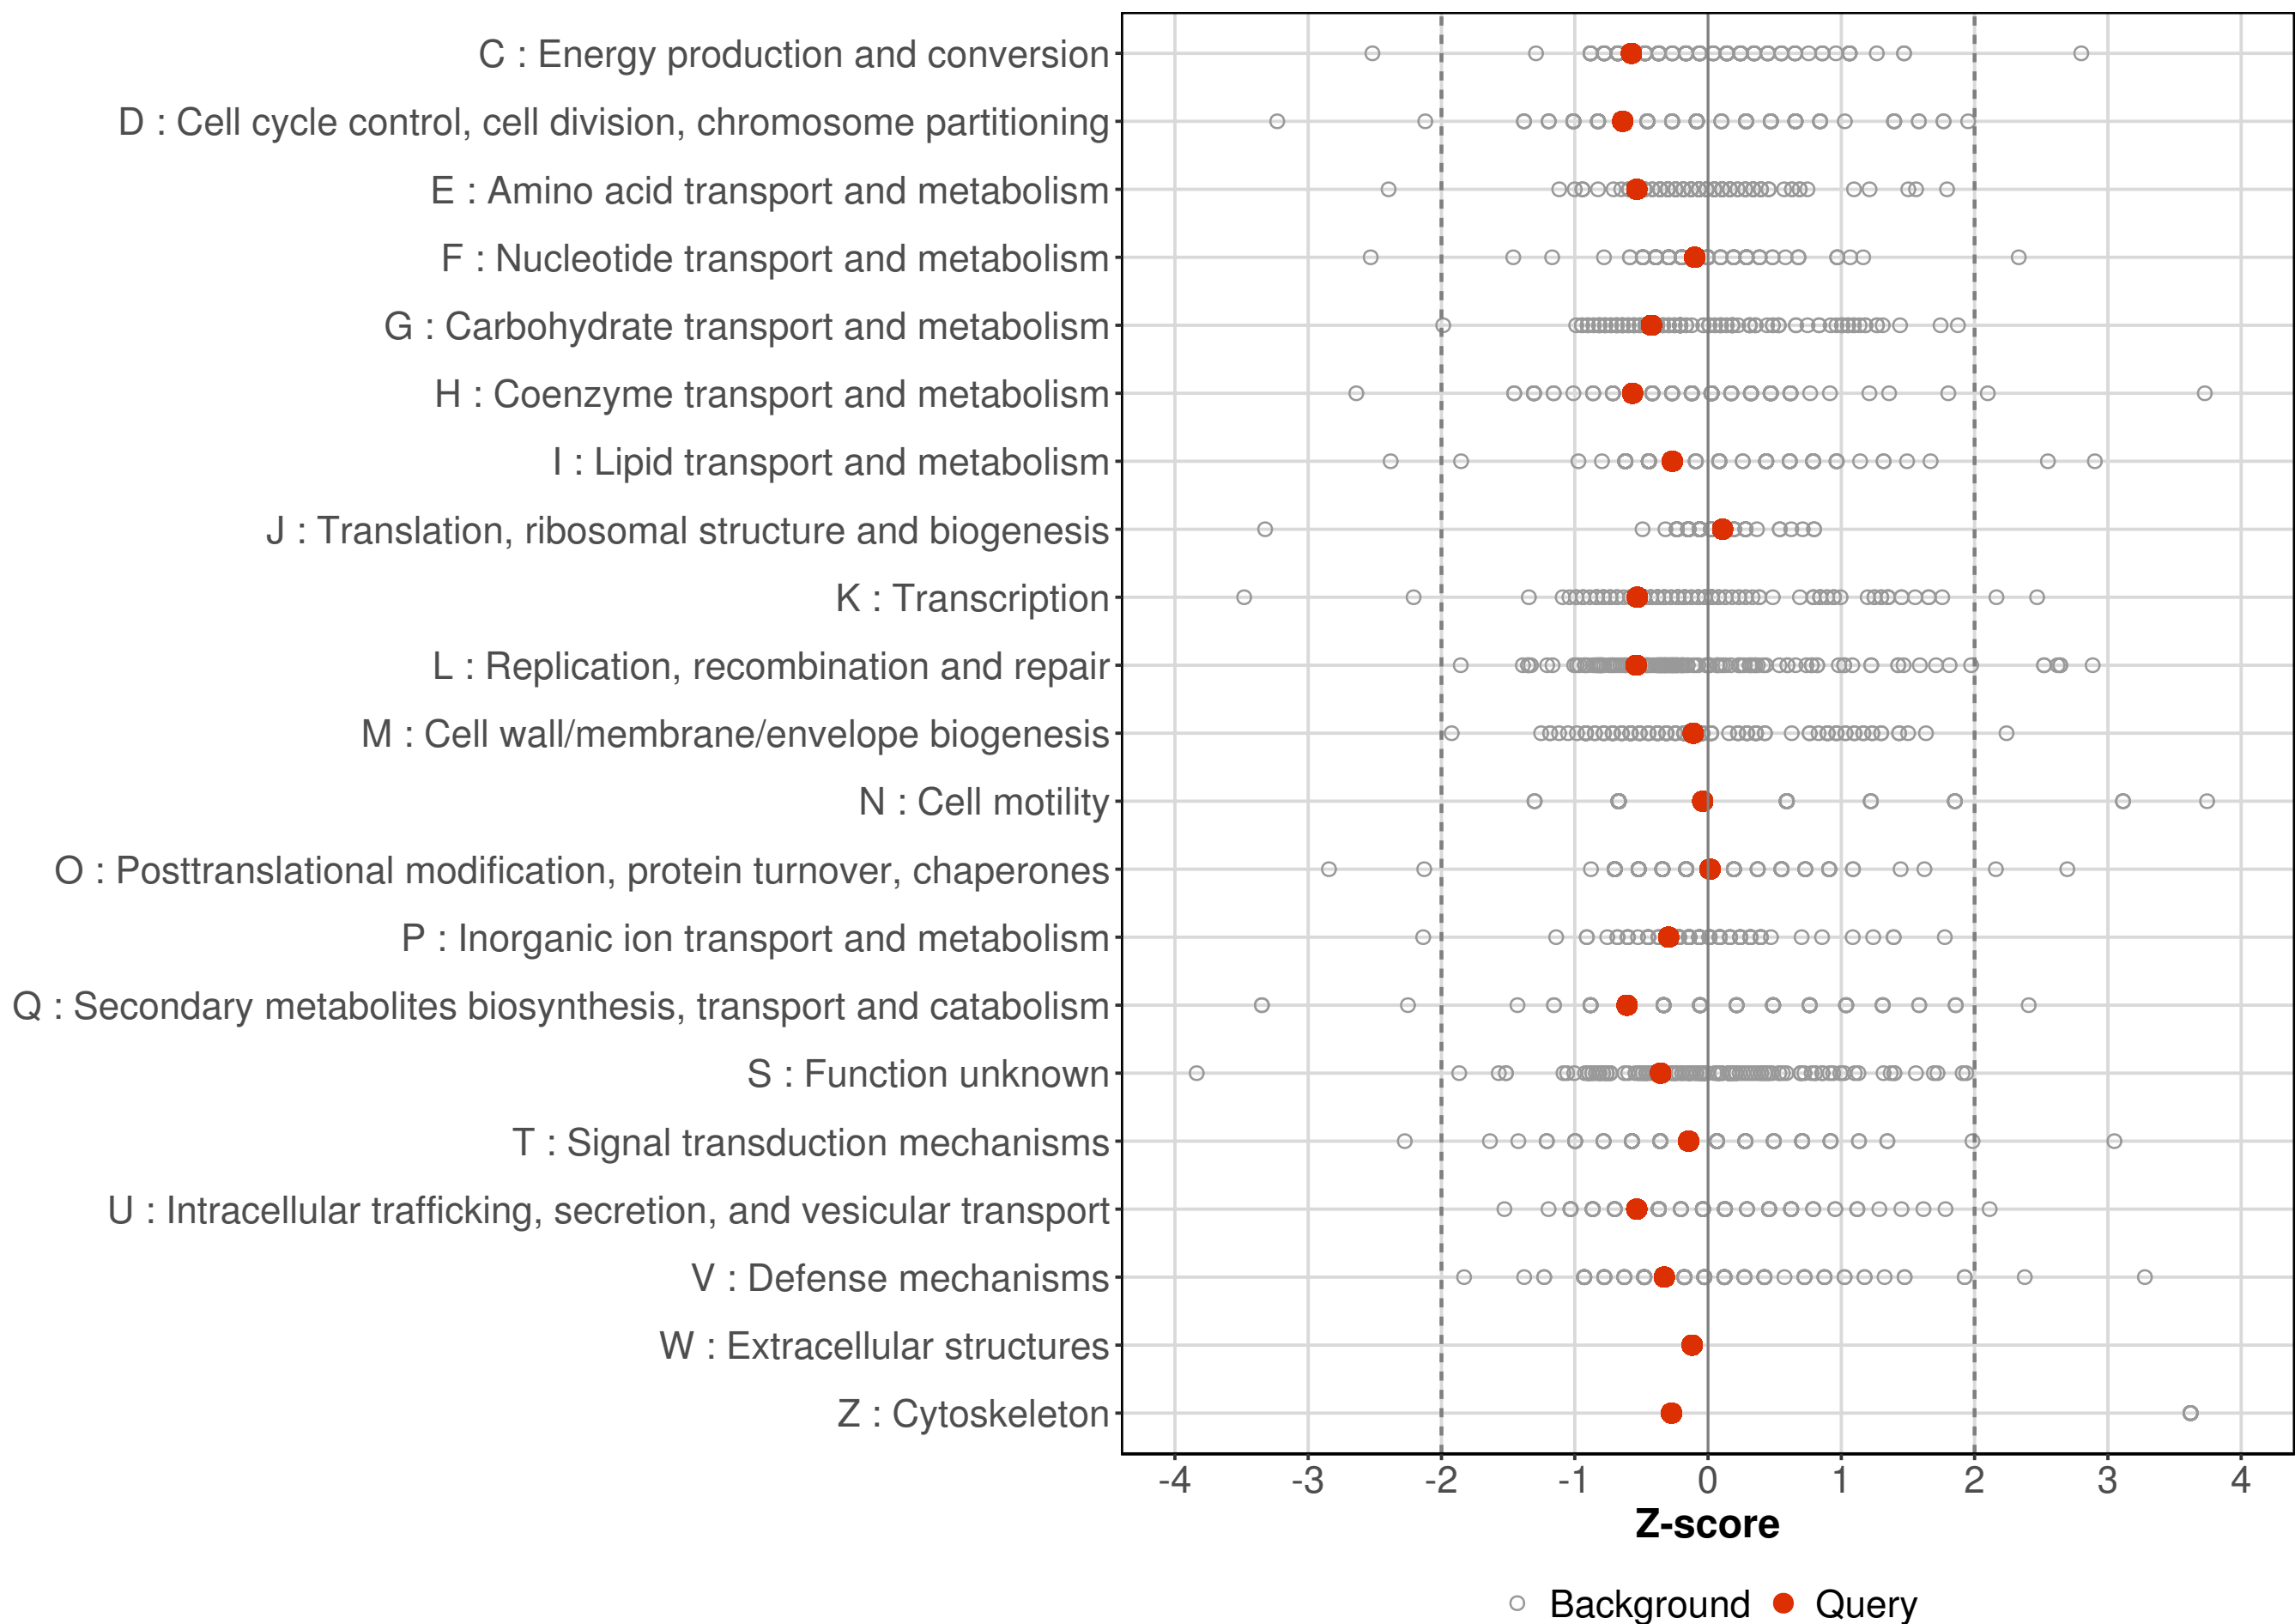 C : Energy production and conversion
D : Cell cycle control, cell division, chromosome partitioning
E : Amino acid transport and metabolism
F : Nucleotide transport and metabolism
G : Carbohydrate transport and metabolism
H : Coenzyme transport and metabolism
I : Lipid transport and metabolism
J : Translation, ribosomal structure and biogenesis
K : Transcription
L : Replication, recombination and repair
M : Cell wall/membrane/envelope biogenesis
N : Cell motility
O : Posttranslational modification, protein turnover, chaperones
P : Inorganic ion transport and metabolism
Q : Secondary metabolites biosynthesis, transport and catabolism
S : Function unknown
T : Signal transduction mechanisms
U : Intracellular trafficking, secretion, and vesicular transport
V : Defense mechanisms
W : Extracellular structures
Z : Cytoskeleton
-4 -3 -2 -1 0 1 2 3 4
Z-score
Background Query